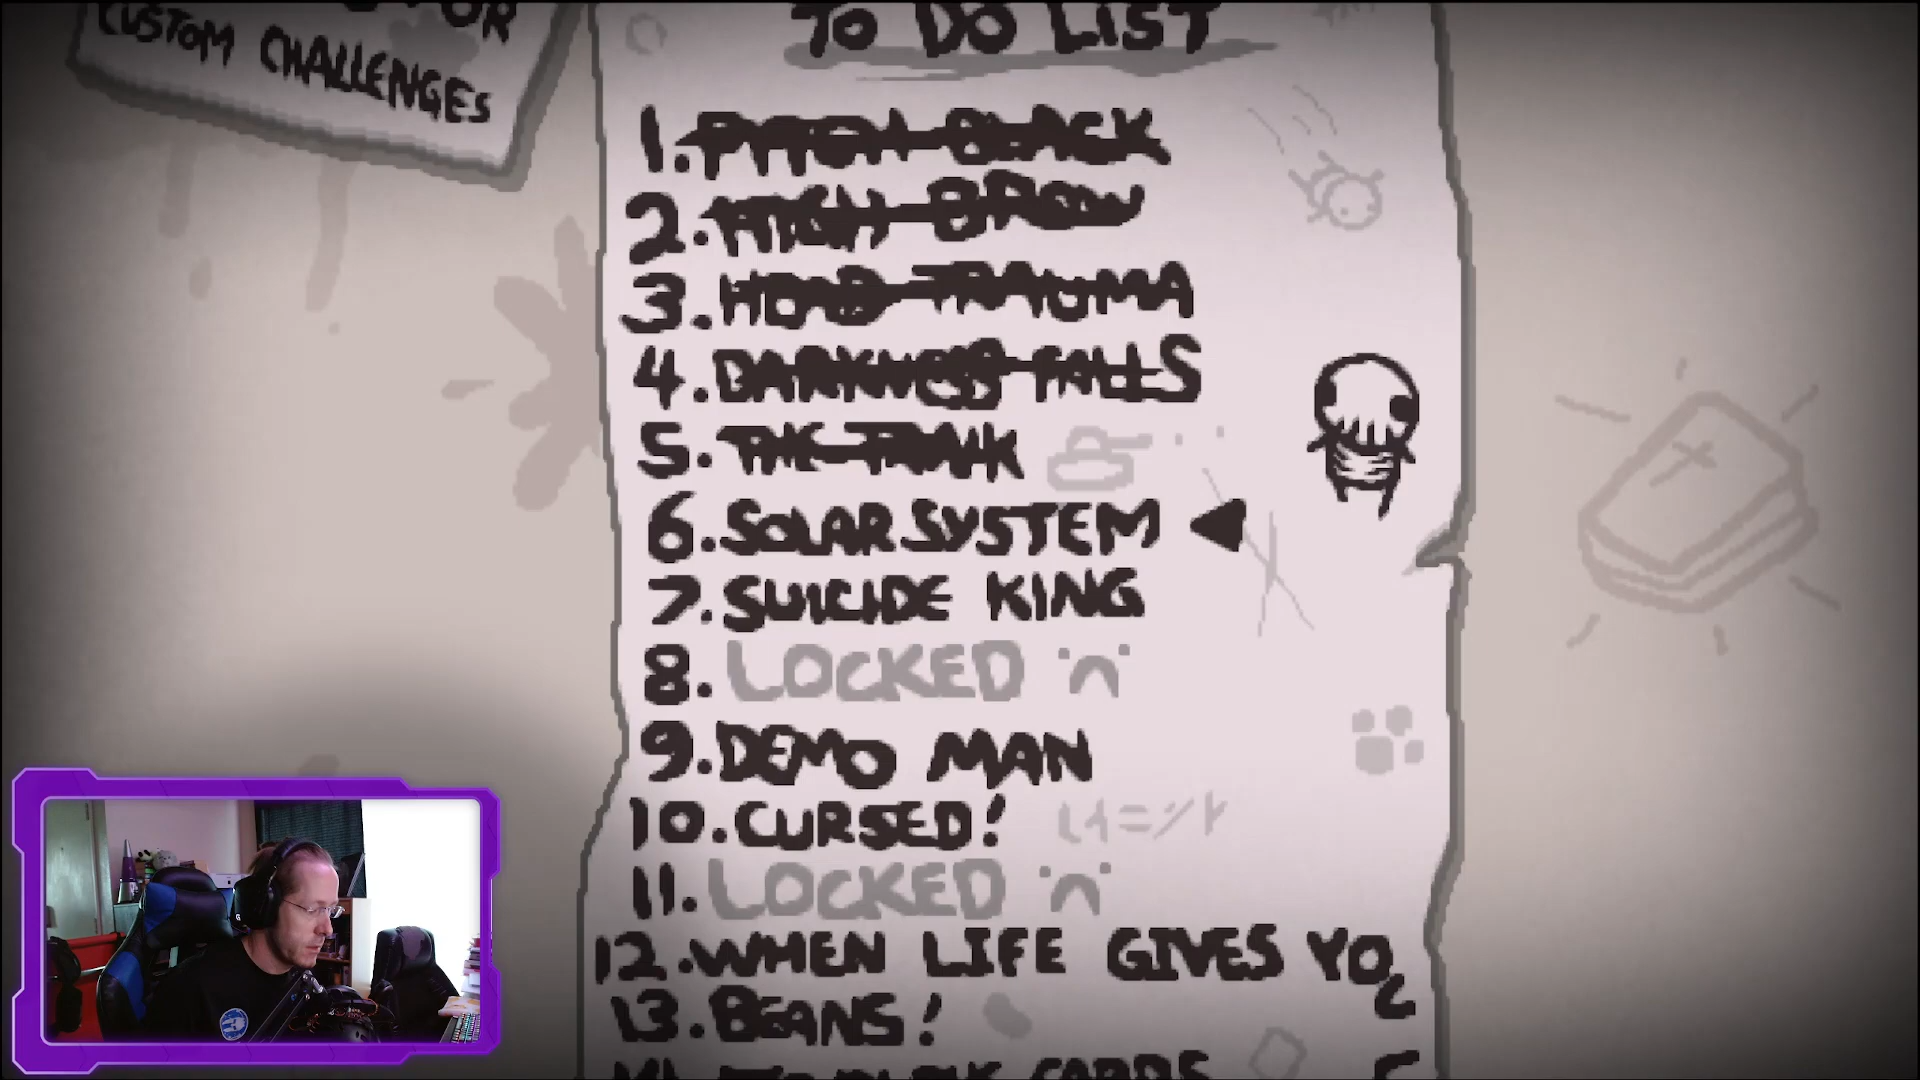 CUSTOM CHALLENGES
TO DO LIST
1. PITCH BLACK
2. HIGH BROW
3. HEAD TRAUMA
4. DARKNESS FALLS
5. THE TANK
6. SOLAR SYSTEM
7. SUICIDE KING
8. LOCKED
9. DEMO MAN
10. CURSED!
11. LOCKED
12. WHEN LIFE GIVES YO
13. BEANS!
CARDS